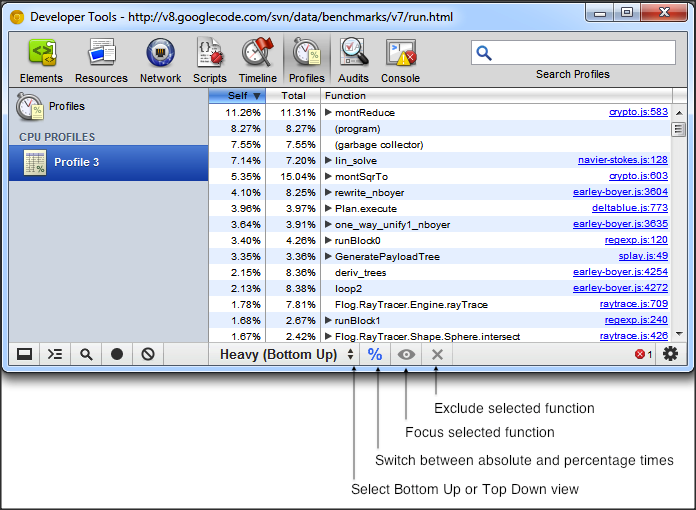 Developer Tools - http://v8.googlecode.com/svn/data/benchmarks/v7/run.html
Elements Resources Network Scripts Timeline Profiles Audits Console Search Profiles
Profiles
CPU PROFILES
Profile 3
%
Self ▼ Total Function
11.26% 11.31% ▶ montReduce crypto.js:583
8.27% 8.27% (program)
7.55% 7.55% (garbage collector)
7.14% 7.20% ▶ lin_solve navier-stokes.js:128
5.35% 15.04% ▶ montSqrTo crypto.js:603
4.10% 8.25% ▶ rewrite_nboyer earley-boyer.js:3604
3.96% 3.97% ▶ Plan.execute deltablue.js:773
3.64% 3.91% ▶ one_way_unify1_nboyer earley-boyer.js:3635
3.40% 4.26% ▶ runBlock0 regexp.js:120
3.35% 3.36% ▶ GeneratePayloadTree splay.js:49
2.15% 8.36% deriv_trees earley-boyer.js:4254
2.13% 8.38% loop2 earley-boyer.js:4272
1.78% 7.81% Flog.RayTracer.Engine.rayTrace raytrace.js:709
1.68% 2.67% ▶ runBlock1 regexp.js:240
1.67% 2.42% ▶ Flog.RayTracer.Shape.Sphere.intersect raytrace.js:426
Heavy (Bottom Up) % 1
Exclude selected function
Focus selected function
Switch between absolute and percentage times
Select Bottom Up or Top Down view